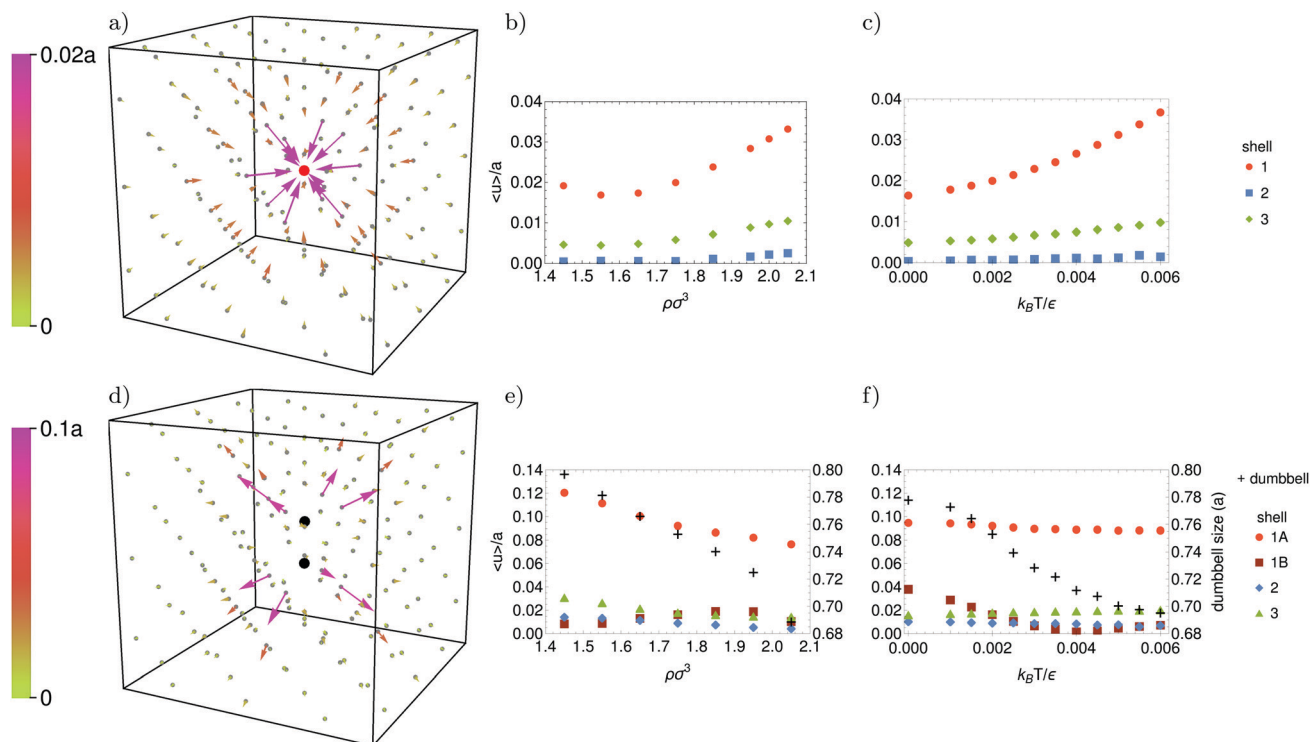 a)
0.02a
0
b)
<u>/a
0.04
0.03
0.02
0.01
0.00
1.4 1.5 1.6 1.7 1.8 1.9 2.0 2.1
ρσ³
c)
0.04
0.03
0.02
0.01
0.00
0.000 0.002 0.004 0.006
k_BT/ϵ
shell
1
2
3
d)
0.1a
0
e)
<u>/a
0.14
0.12
0.10
0.08
0.06
0.04
0.02
0.00
0.80
0.78
0.76
0.74
0.72
0.70
0.68
1.4 1.5 1.6 1.7 1.8 1.9 2.0 2.1
ρσ³
f)
0.14
0.12
0.10
0.08
0.06
0.04
0.02
0.00
0.80
0.78
0.76
0.74
0.72
0.70
0.68
dumbbell size (a)
0.000 0.002 0.004 0.006
k_BT/ϵ
+ dumbbell
shell
1A
1B
2
3